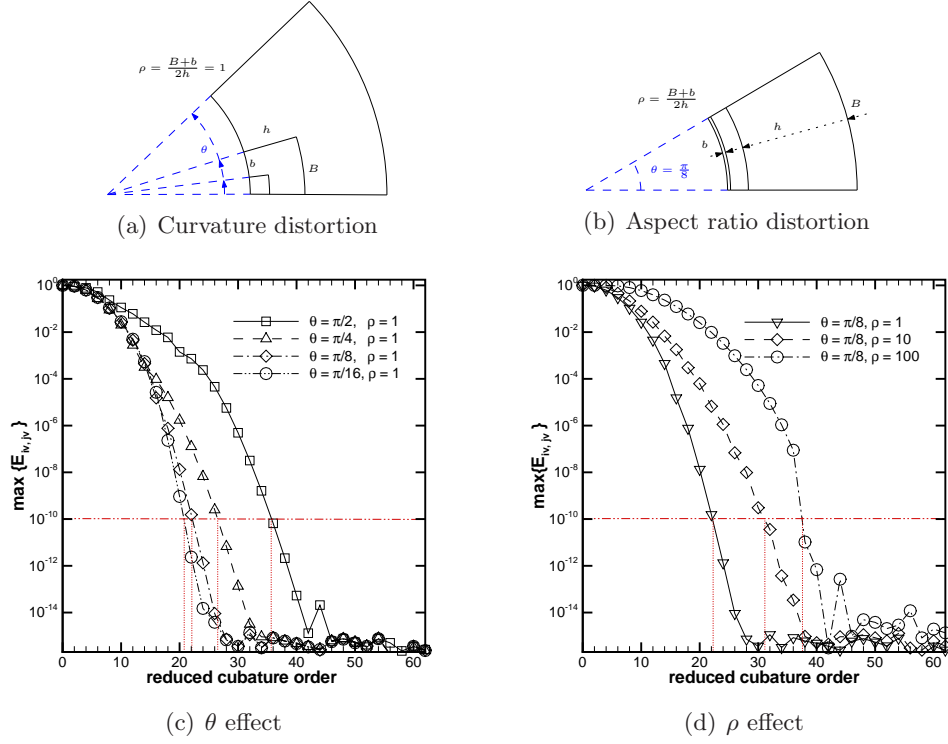 ρ = (B+b)/(2h) = 1
h
θ
b
B
(a) Curvature distortion
ρ = (B+b)/(2h)
B
h
b
θ = π/8
(b) Aspect ratio distortion
max {E_{iv, jv} }
10^0
10^-2
10^-4
10^-6
10^-8
10^-10
10^-12
10^-14
θ = π/2, ρ = 1
θ = π/4, ρ = 1
θ = π/8, ρ = 1
θ = π/16, ρ = 1
0 10 20 30 40 50 60
reduced cubature order
(c) θ effect
max{E_{iv, jv} }
10^0
10^-2
10^-4
10^-6
10^-8
10^-10
10^-12
10^-14
θ = π/8, ρ = 1
θ = π/8, ρ = 10
θ = π/8, ρ = 100
0 10 20 30 40 50 60
reduced cubature order
(d) ρ effect